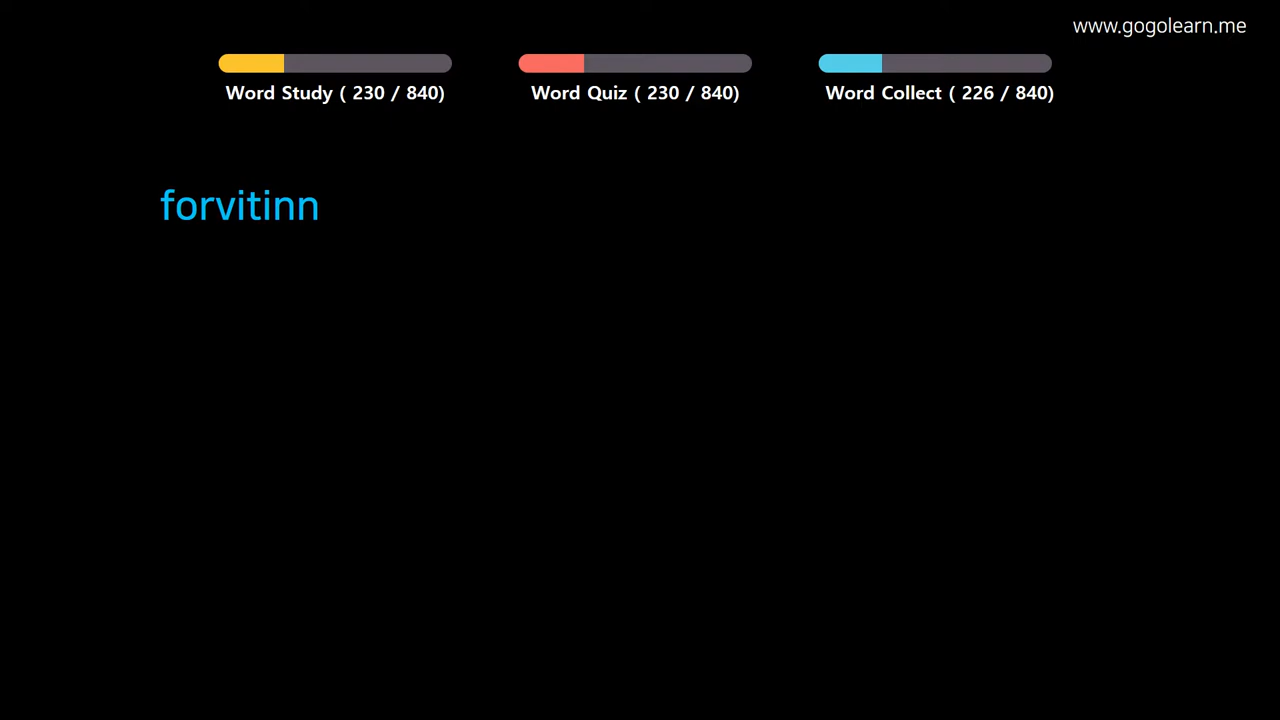 www.gogolearn.me
Word Study ( 230 / 840)
Word Quiz ( 230 / 840)
Word Collect ( 226 / 840)
forvitinn